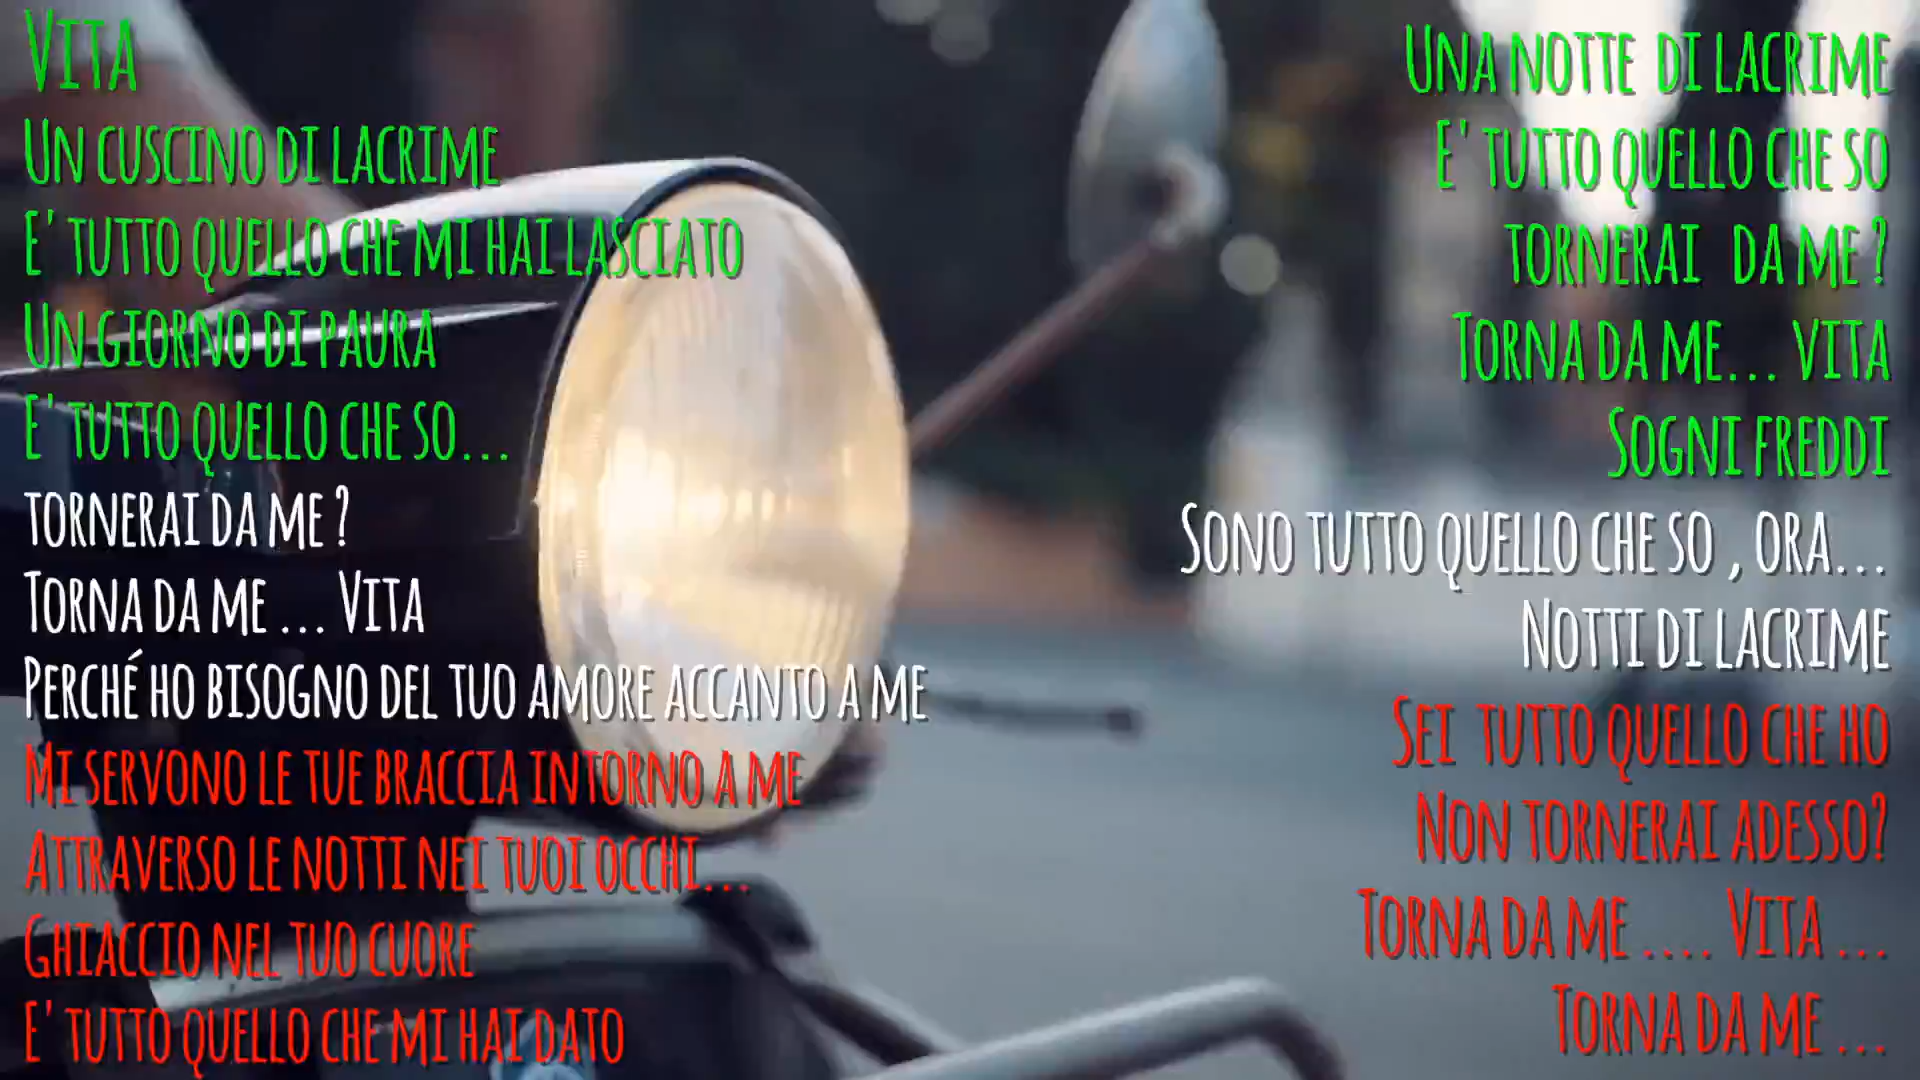 Vita
Un cuscino di lacrime
E' tutto quello che mi hai lasciato
Un giorno di paura
E' tutto quello che so...
tornerai da me ?
Torna da me ... Vita
Perché ho bisogno del tuo amore accanto a me
Mi servono le tue braccia intorno a me
Attraverso le notti nei tuoi occhi...
Ghiaccio nel tuo cuore
E' tutto quello che mi hai dato
Una notte di lacrime
E' tutto quello che so
tornerai da me ?
Torna da me... vita
Sogni freddi
Sono tutto quello che so , ora...
Notti di lacrime
Sei tutto quello che ho
Non tornerai adesso?
Torna da me .... Vita ...
Torna da me ...